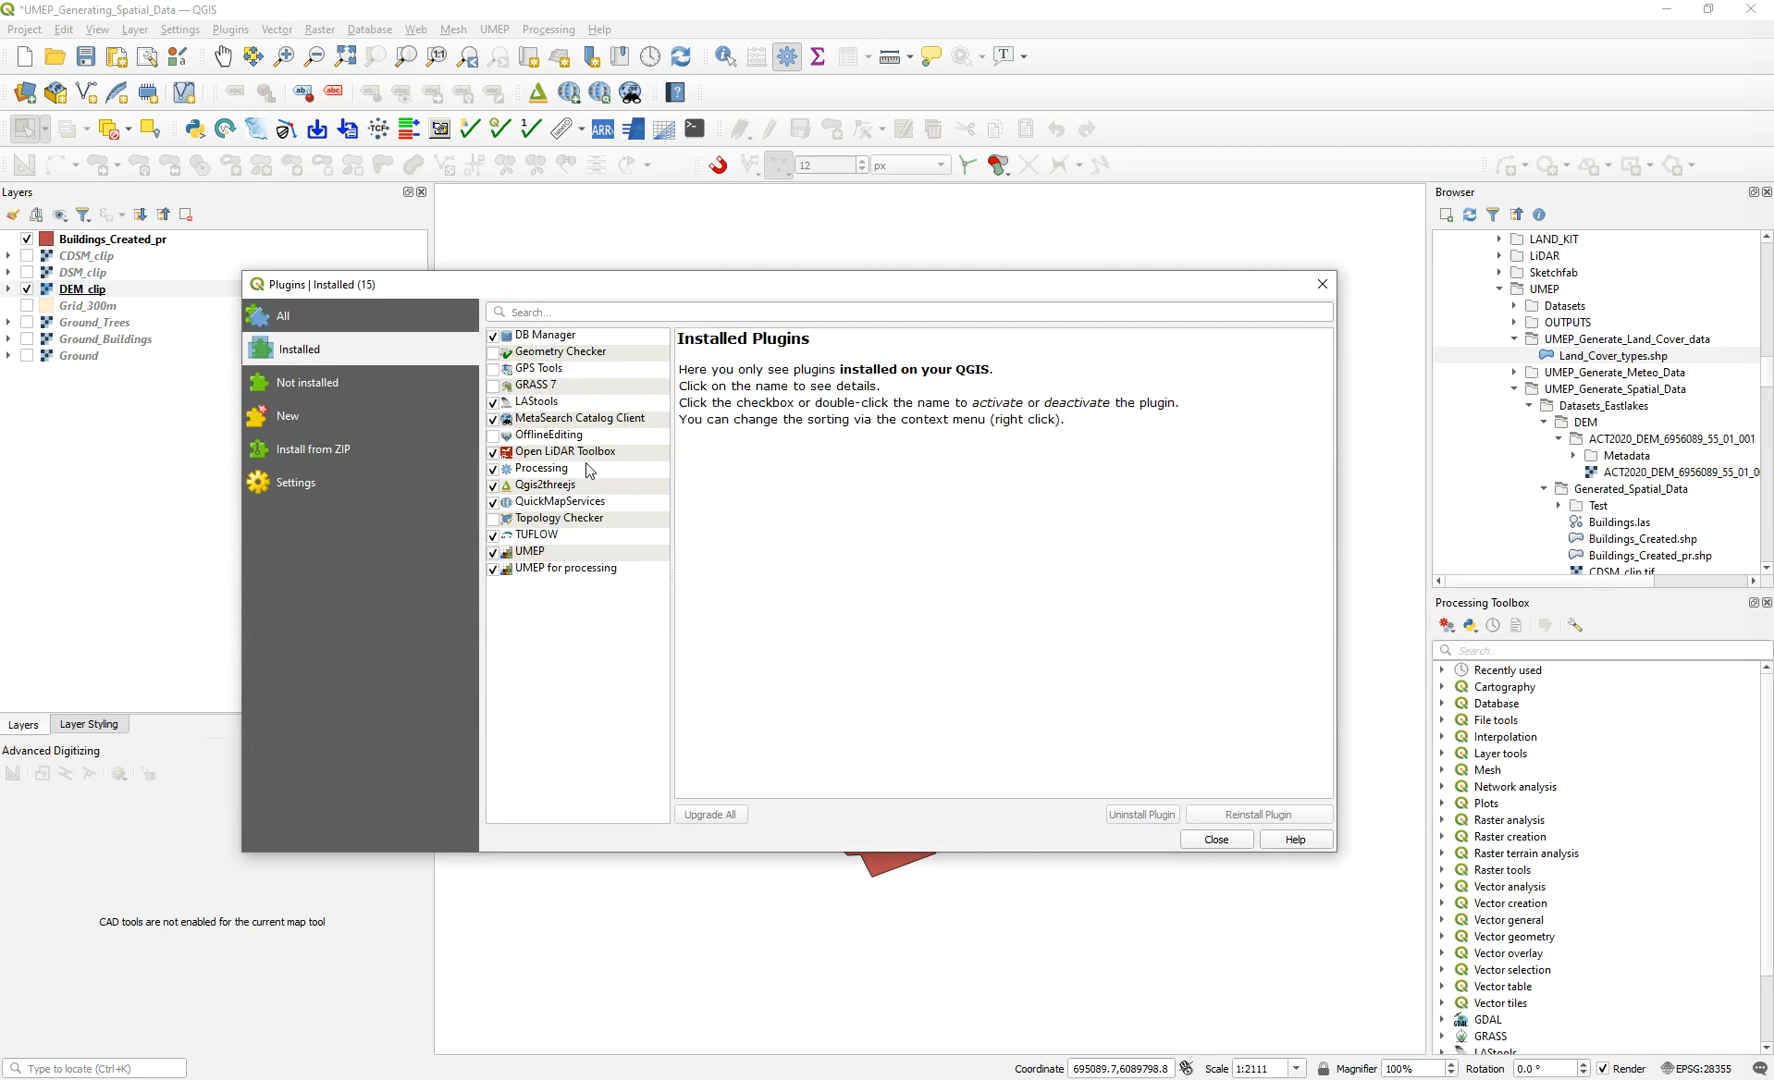 *UMEP_Generating_Spatial_Data — QGIS
Project Edit View Layer Settings Plugins Vector Raster Database Web Mesh UMEP Processing Help
12 px
Layers
Buildings_Created_pr
CDSM_clip
DSM_clip
DEM_clip
Grid_300m
Ground_Trees
Ground_Buildings
Ground
Layers Layer Styling
Advanced Digitizing
CAD tools are not enabled for the current map tool
Plugins | Installed (15)
All
Installed
Not installed
New
Install from ZIP
Settings
Search...
DB Manager
Geometry Checker
GPS Tools
GRASS 7
LAStools
MetaSearch Catalog Client
OfflineEditing
Open LiDAR Toolbox
Processing
Qgis2threejs
QuickMapServices
Topology Checker
TUFLOW
UMEP
UMEP for processing
Installed Plugins
Here you only see plugins installed on your QGIS.
Click on the name to see details.
Click the checkbox or double-click the name to activate or deactivate the plugin.
You can change the sorting via the context menu (right click).
Upgrade All Uninstall Plugin Reinstall Plugin
Close Help
Browser
LAND_KIT
LiDAR
Sketchfab
UMEP
Datasets
OUTPUTS
UMEP_Generate_Land_Cover_data
Land_Cover_types.shp
UMEP_Generate_Meteo_Data
UMEP_Generate_Spatial_Data
Datasets_Eastlakes
DEM
ACT2020_DEM_6956089_55_01_001
Metadata
ACT2020_DEM_6956089_55_01_0
Generated_Spatial_Data
Test
Buildings.las
Buildings_Created.shp
Buildings_Created_pr.shp
CDSM_clip.tif
Processing Toolbox
Search...
Recently used
Cartography
Database
File tools
Interpolation
Layer tools
Mesh
Network analysis
Plots
Raster analysis
Raster creation
Raster terrain analysis
Raster tools
Vector analysis
Vector creation
Vector general
Vector geometry
Vector overlay
Vector selection
Vector table
Vector tiles
GDAL
GRASS
LAStools
Type to locate (Ctrl+K) Coordinate 695089.7,6089798.8 Scale 1:2111 Magnifier 100% Rotation 0.0 ° Render EPSG:28355